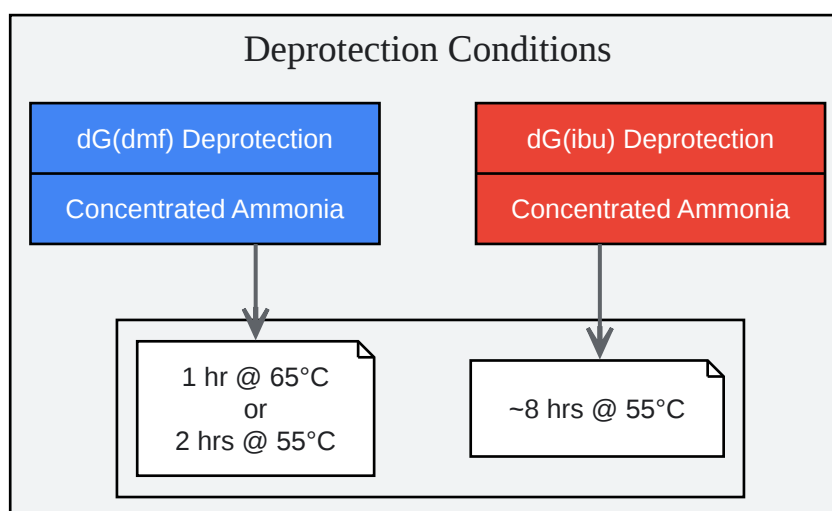 Deprotection Conditions
dG(dmf) Deprotection
Concentrated Ammonia
dG(ibu) Deprotection
Concentrated Ammonia
1 hr @ 65°C
or
2 hrs @ 55°C
~8 hrs @ 55°C